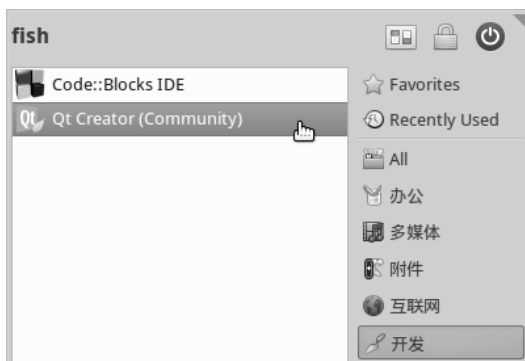 fish
Code::Blocks IDE
Qt Creator (Community)
Favorites
Recently Used
All
办公
多媒体
附件
互联网
开发